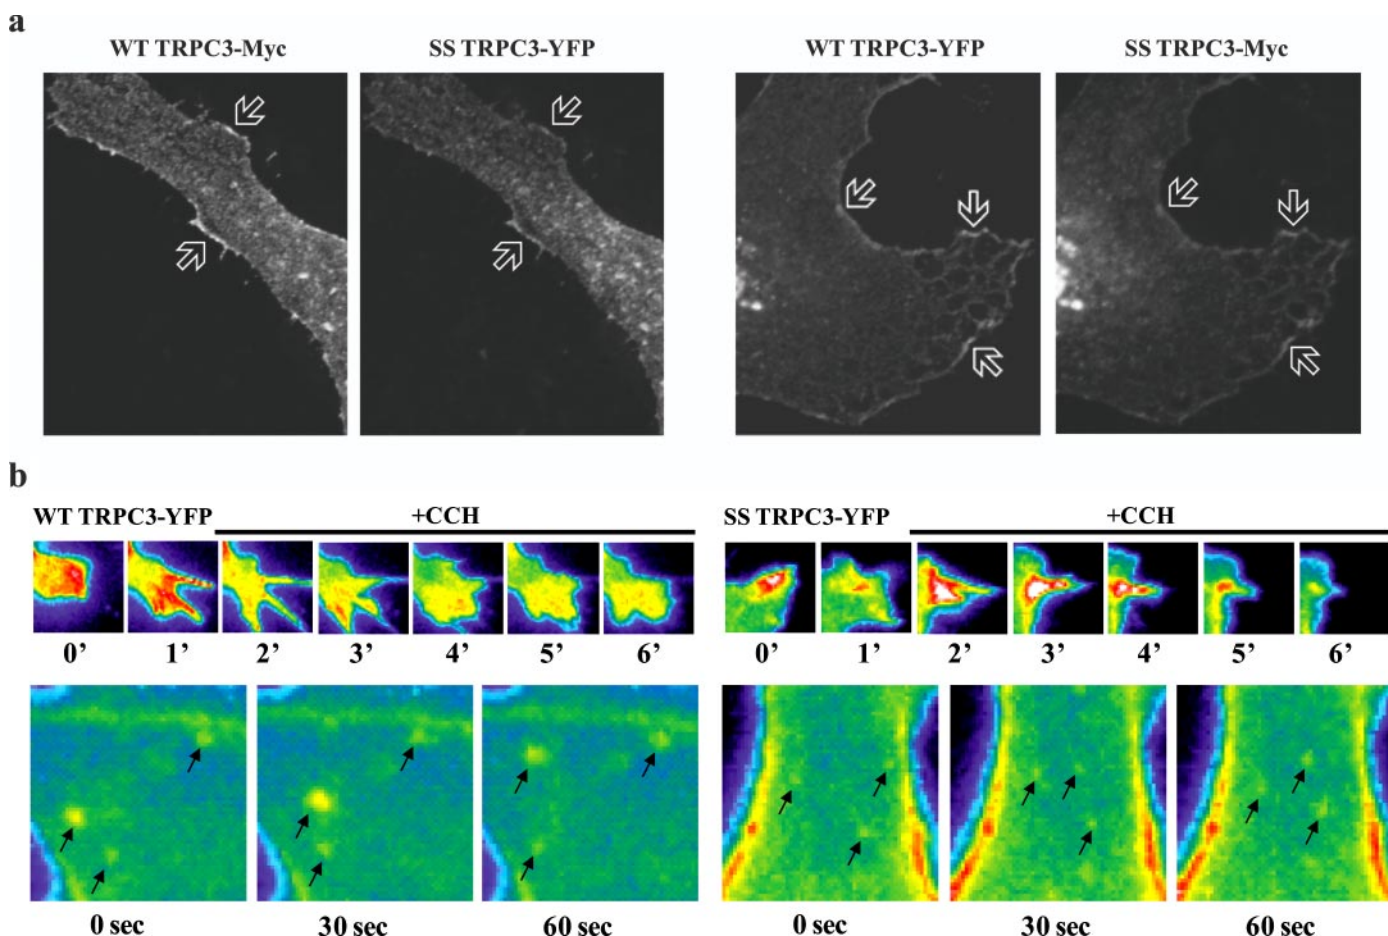 a
WT TRPC3-Myc SS TRPC3-YFP WT TRPC3-YFP SS TRPC3-Myc
b
WT TRPC3-YFP +CCH SS TRPC3-YFP +CCH
0’ 1’ 2’ 3’ 4’ 5’ 6’ 0’ 1’ 2’ 3’ 4’ 5’ 6’
0 sec 30 sec 60 sec 0 sec 30 sec 60 sec